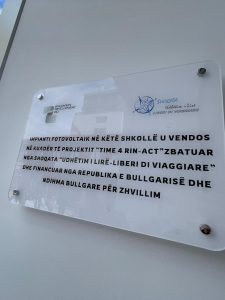 IMPIANTI FOTOVOLTAIK NË KËTË SHKOLLË U VENDOS
NË KUADËR TË PROJEKTIT "TIME 4 RIN-ACT" ZBATUAR
NGA SHOQATA "UDHËTIM I LIRË-LIBERI DI VIAGGIARE"
DHE FINANCUAR NGA REPUBLIKA E BULLGARISË DHE
NDIHMA BULLGARE PËR ZHVILLIM